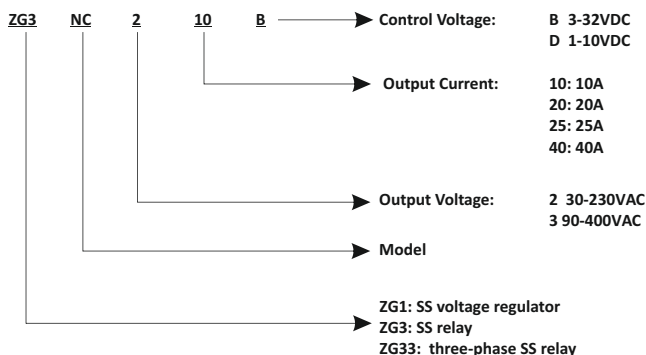 ZG3 NC 2 10 B Control Voltage: B 3-32VDC
D 1-10VDC
Output Current: 10: 10A
20: 20A
25: 25A
40: 40A
Output Voltage: 2 30-230VAC
3 90-400VAC
Model
ZG1: SS voltage regulator
ZG3: SS relay
ZG33: three-phase SS relay